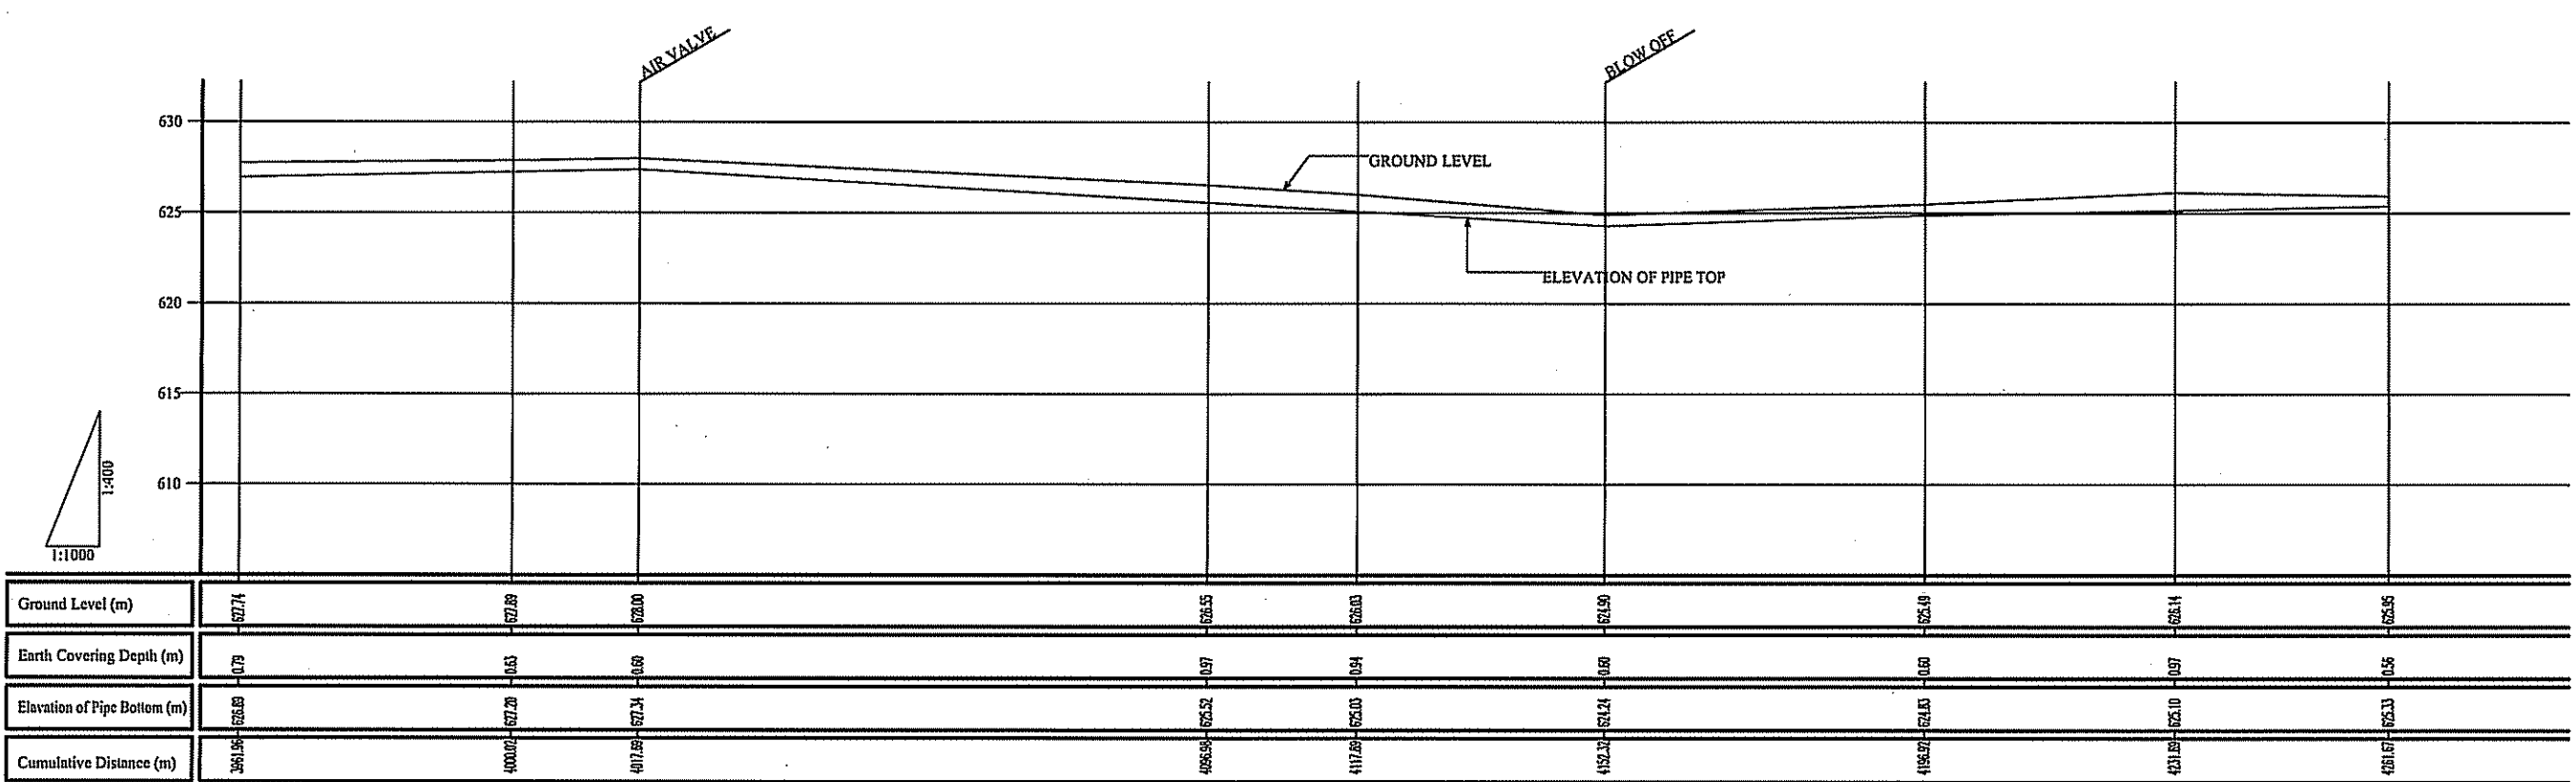 AIR VALVE
BLOW OFF
630
GROUND LEVEL
625
ELEVATION OF PIPE TOP
620
615
610
1:400
1:1000
Ground Level (m) 627.74 627.89 628.00 626.55 626.03 624.90 625.49 626.14 625.95
Earth Covering Depth (m) 0.79 0.63 0.60 0.97 0.94 0.60 0.60 0.97 0.56
Elavation of Pipe Bottom (m) 626.89 627.20 627.34 625.52 625.03 624.24 624.83 625.10 625.33
Cumulative Distance (m) 3961.96 4000.02 4017.69 4096.98 4117.69 4152.32 4196.92 4231.89 4261.67